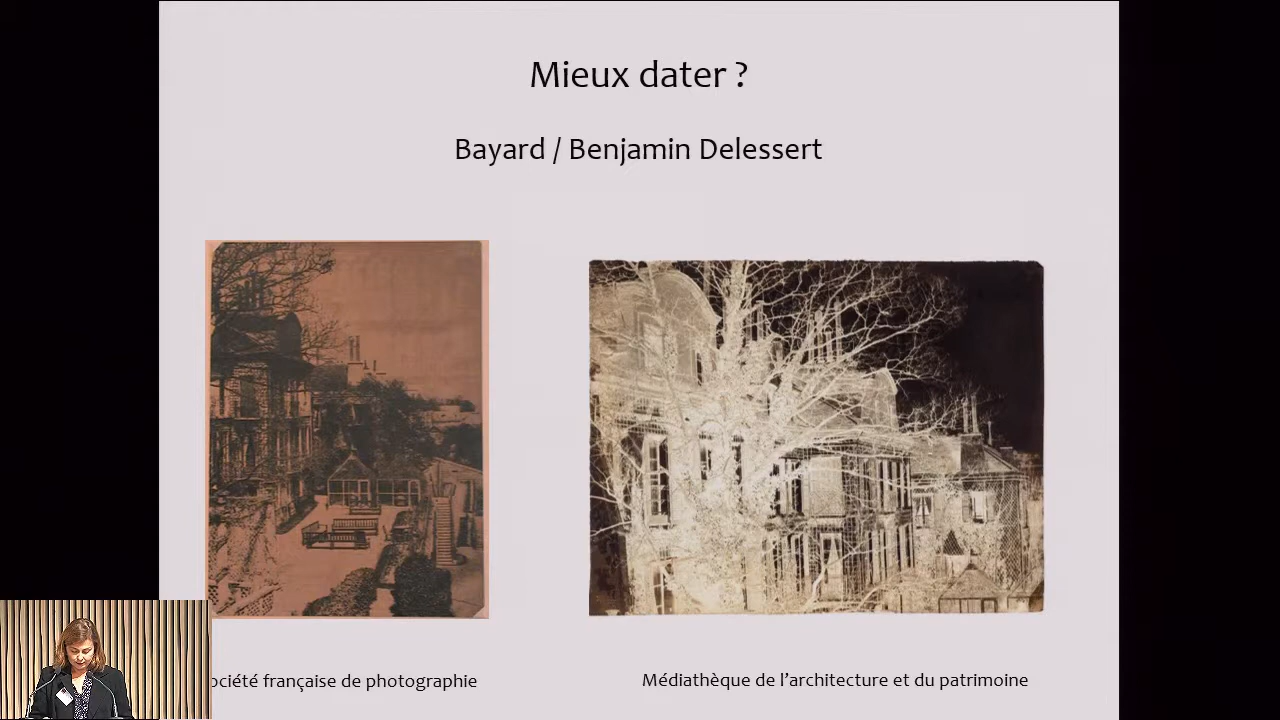 Mieux dater ?
Bayard / Benjamin Delessert
ociété française de photographie
Médiathèque de l'architecture et du patrimoine